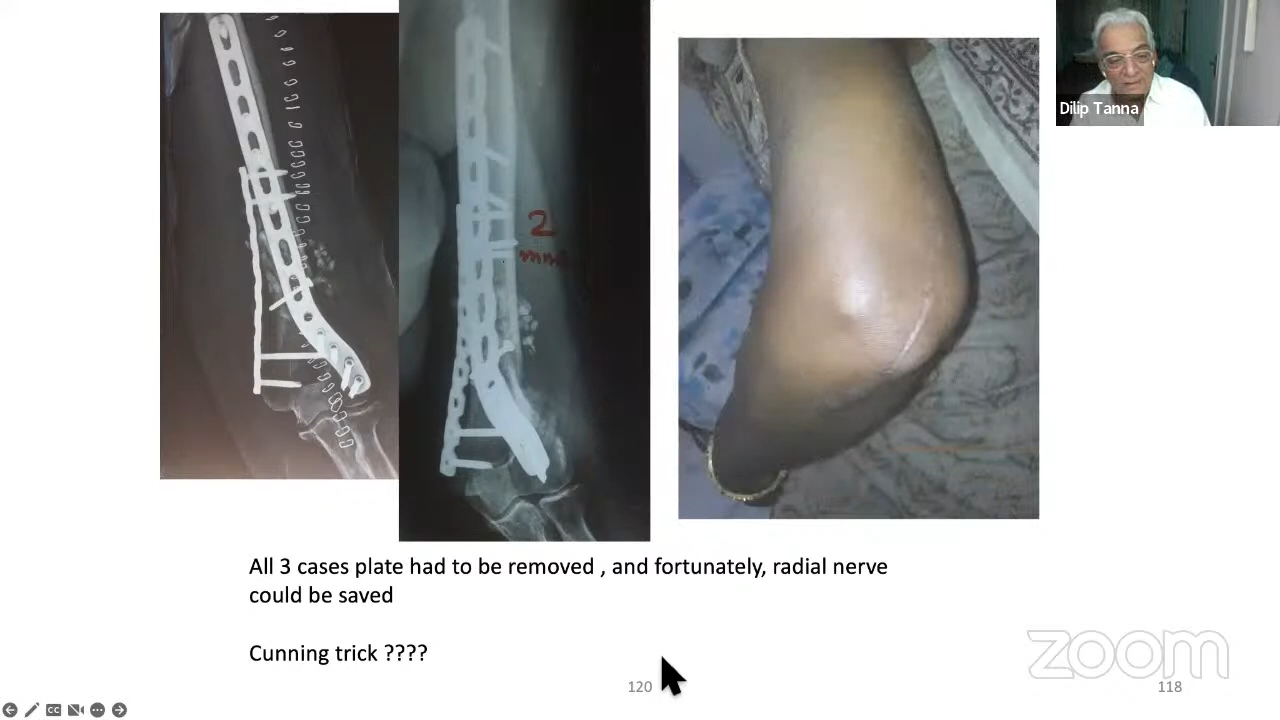 Dilip Tanna
2
All 3 cases plate had to be removed , and fortunately, radial nerve
could be saved
Cunning trick ????
zoom
120
118
CC